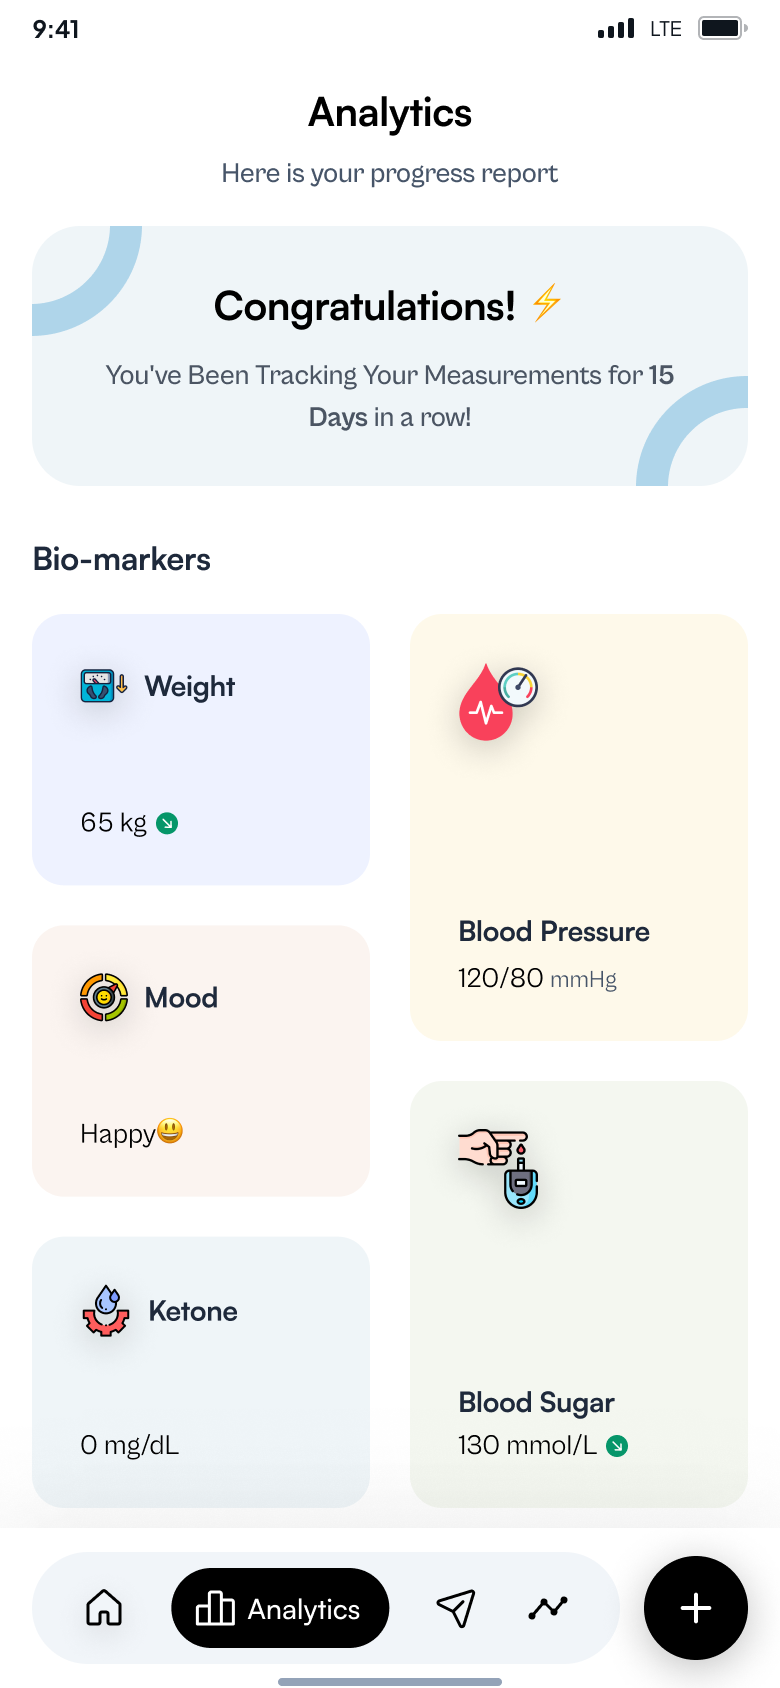 9:41
LTE
Analytics
Here is your progress report
Congratulations! ⚡
You've Been Tracking Your Measurements for 15
Days in a row!
Bio-markers
Weight
65 kg
Blood Pressure
120/80 mmHg
Mood
Happy😃
Ketone
0 mg/dL
Blood Sugar
130 mmol/L
Analytics